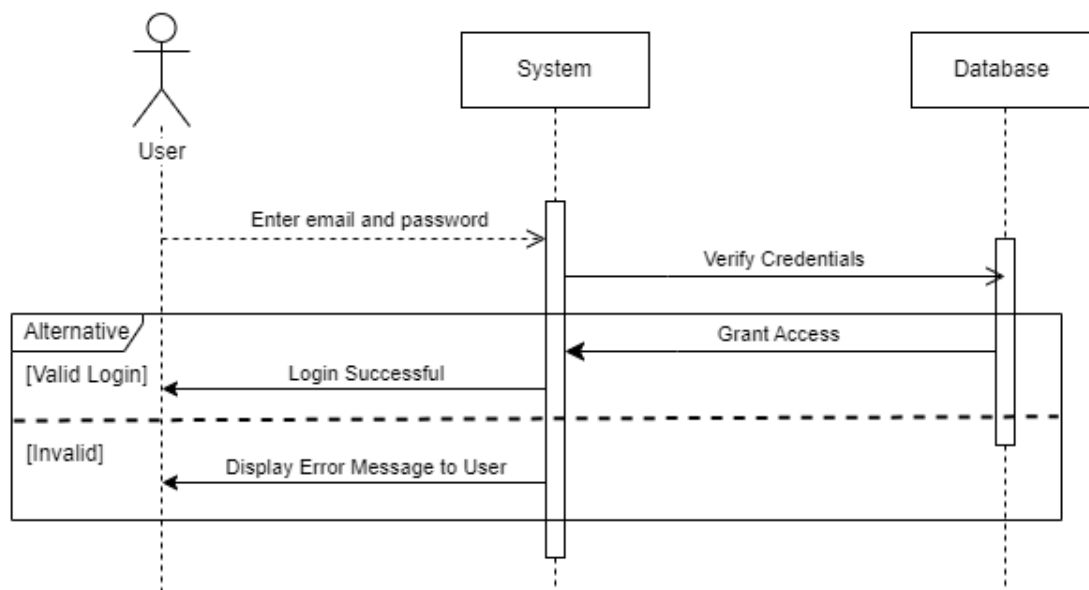 System
Database
User
Enter email and password
Verify Credentials
Alternative
Grant Access
[Valid Login]
Login Successful
[Invalid]
Display Error Message to User